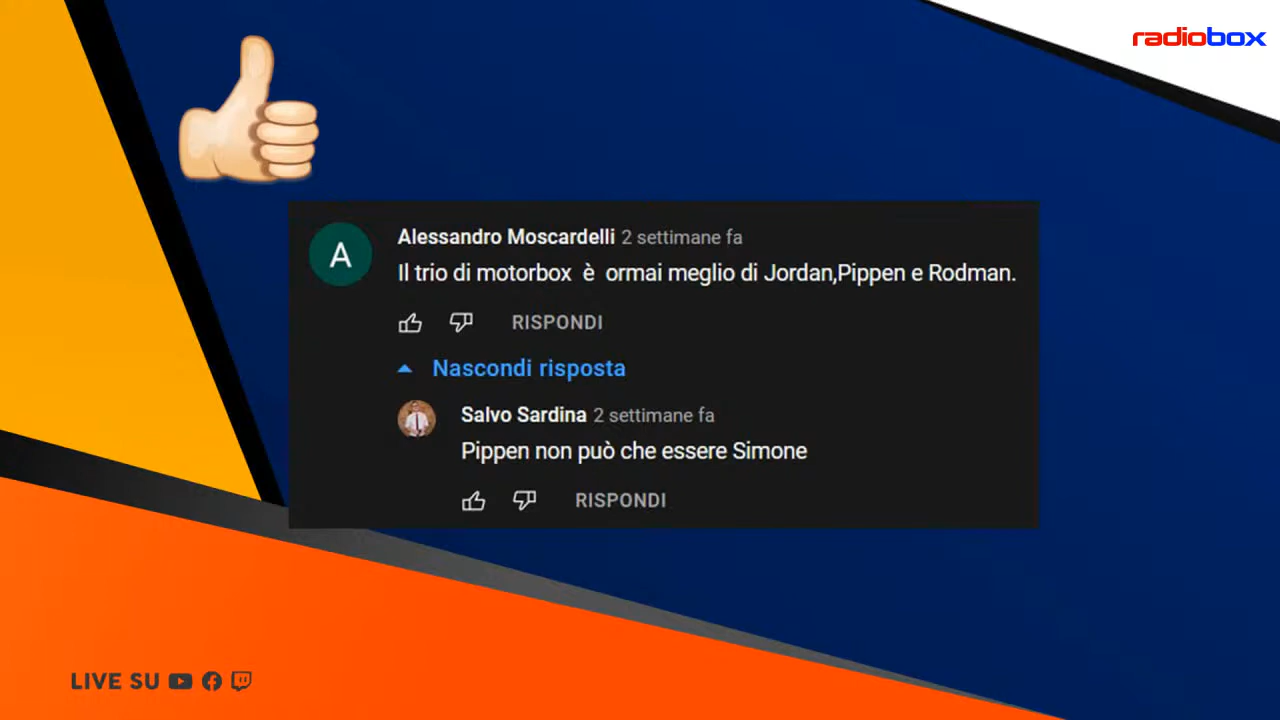 radiobox
A
Alessandro Moscardelli 2 settimane fa
Il trio di motorbox è ormai meglio di Jordan,Pippen e Rodman.
RISPONDI
Nascondi risposta
Salvo Sardina 2 settimane fa
Pippen non può che essere Simone
RISPONDI
LIVE SU